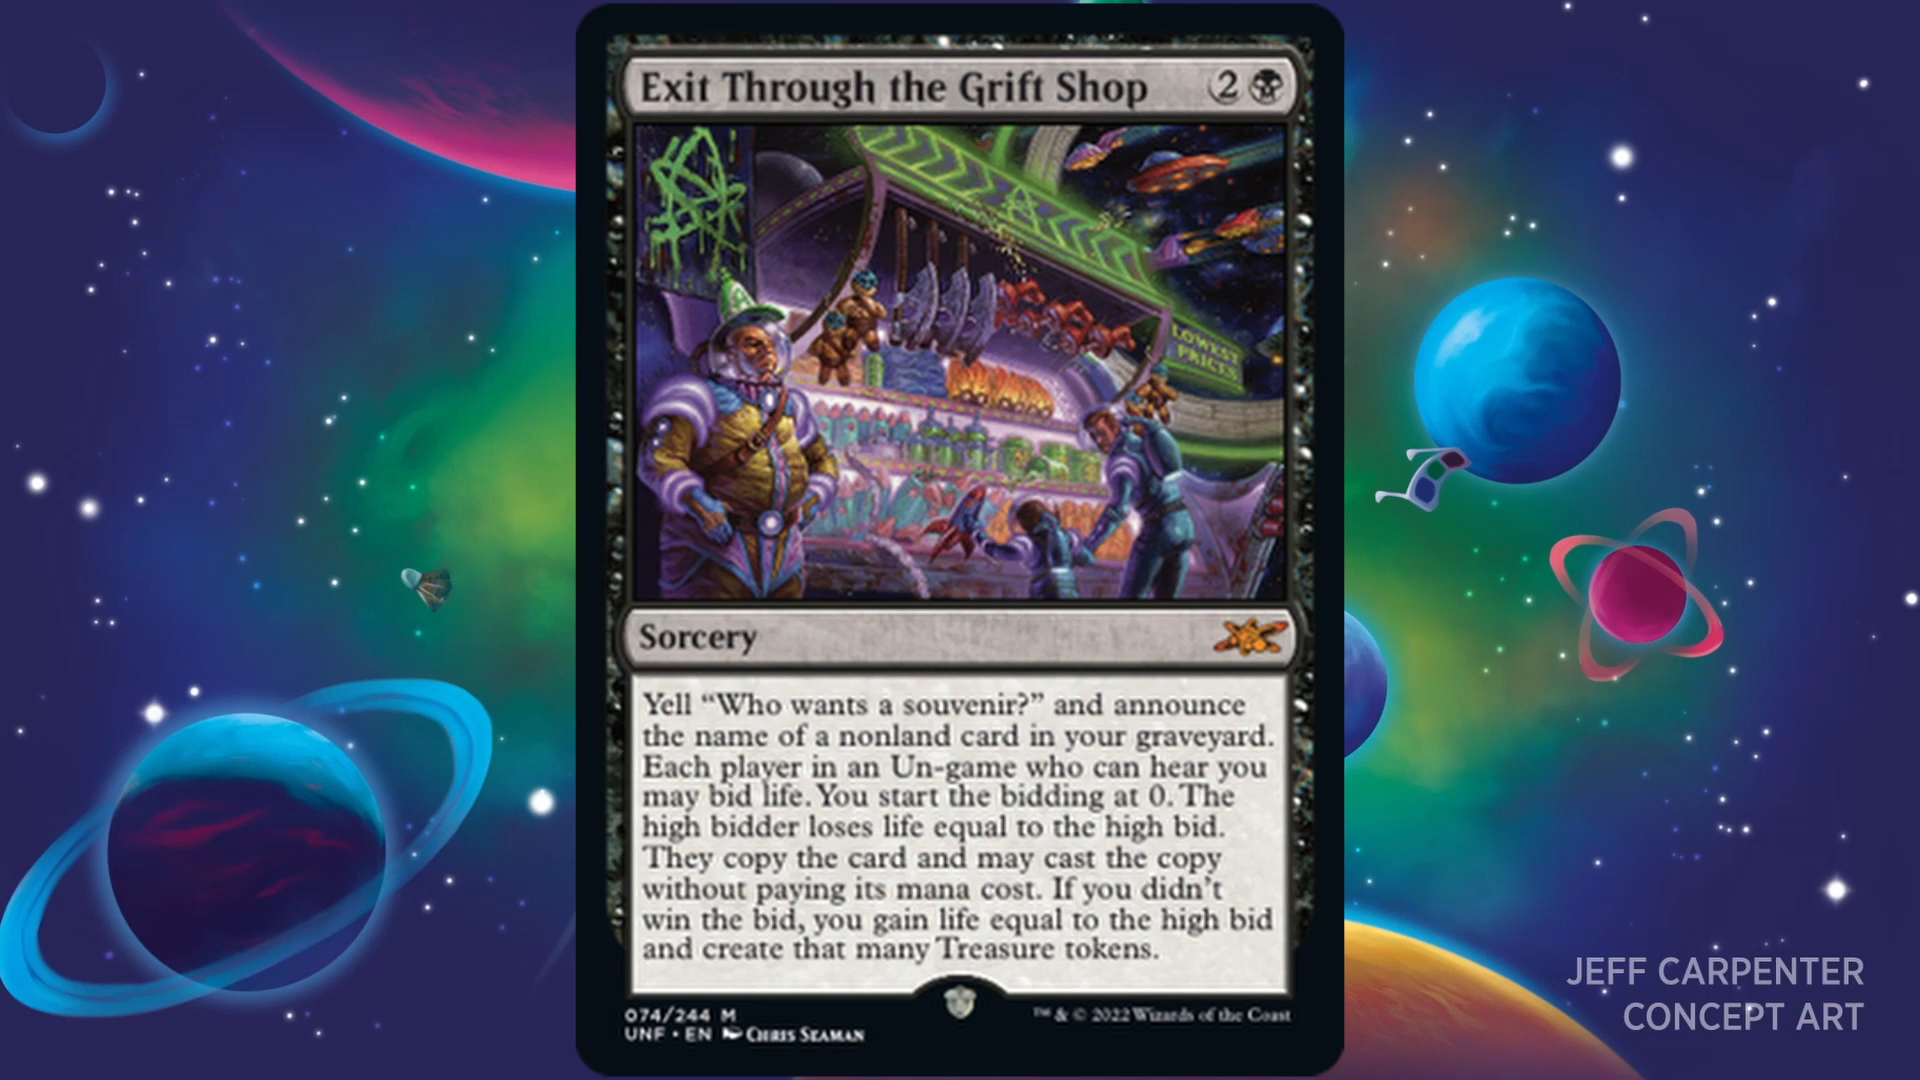 Exit Through the Grift Shop 2
LOWEST
PRICES
Sorcery
Yell “Who wants a souvenir?” and announce
the name of a nonland card in your graveyard.
Each player in an Un-game who can hear you
may bid life. You start the bidding at 0. The
high bidder loses life equal to the high bid.
They copy the card and may cast the copy
without paying its mana cost. If you didn’t
win the bid, you gain life equal to the high bid
and create that many Treasure tokens.
074/244 M
UNF • EN CHRIS SEAMAN
™ & © 2022 Wizards of the Coast
JEFF CARPENTER
CONCEPT ART